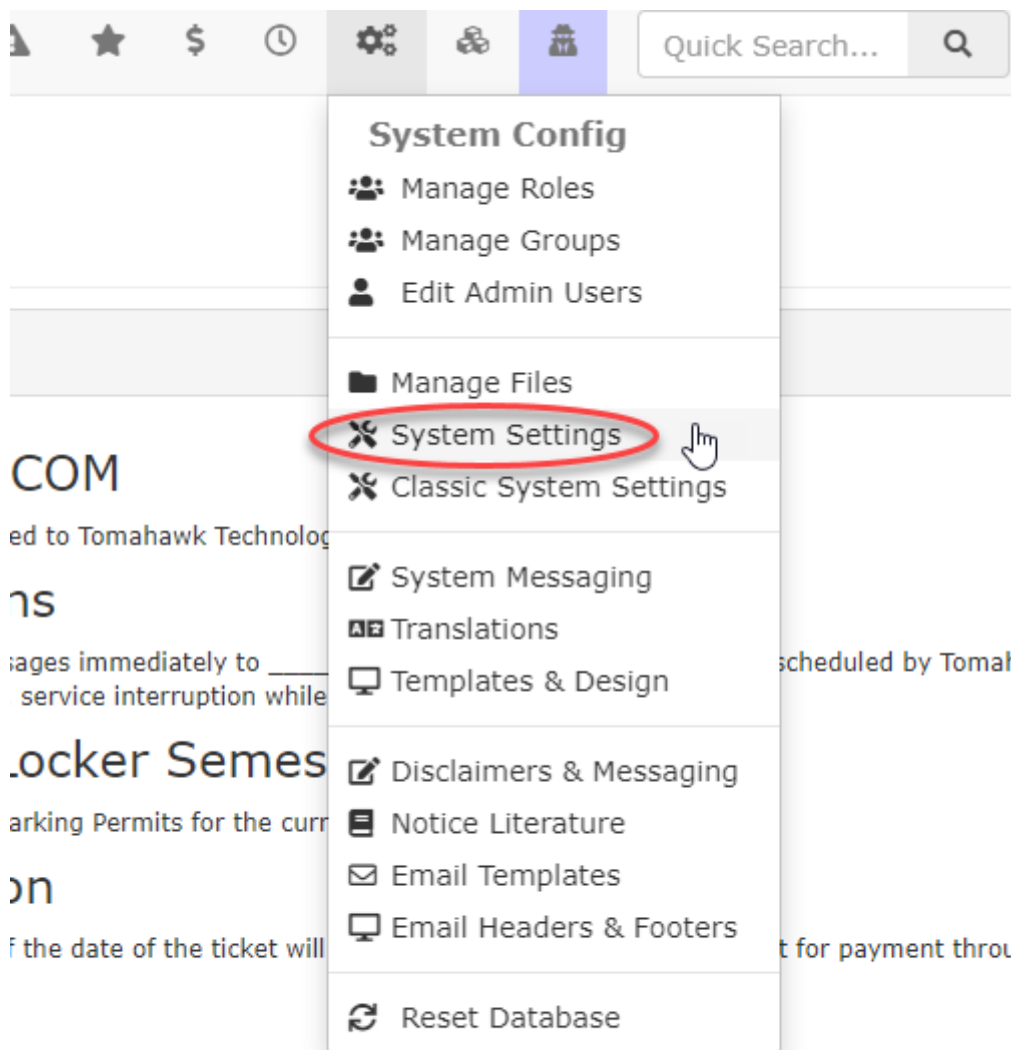 $
Quick Search...
System Config
Manage Roles
Manage Groups
Edit Admin Users
Manage Files
System Settings
COM
Classic System Settings
ed to Tomahawk Technolog
System Messaging
ns
Translations
sages immediately to _____ scheduled by Tomah
Templates & Design
service interruption while
Locker Semes
Disclaimers & Messaging
arking Permits for the curr
Notice Literature
Email Templates
on
Email Headers & Footers
f the date of the ticket will t for payment throu
Reset Database